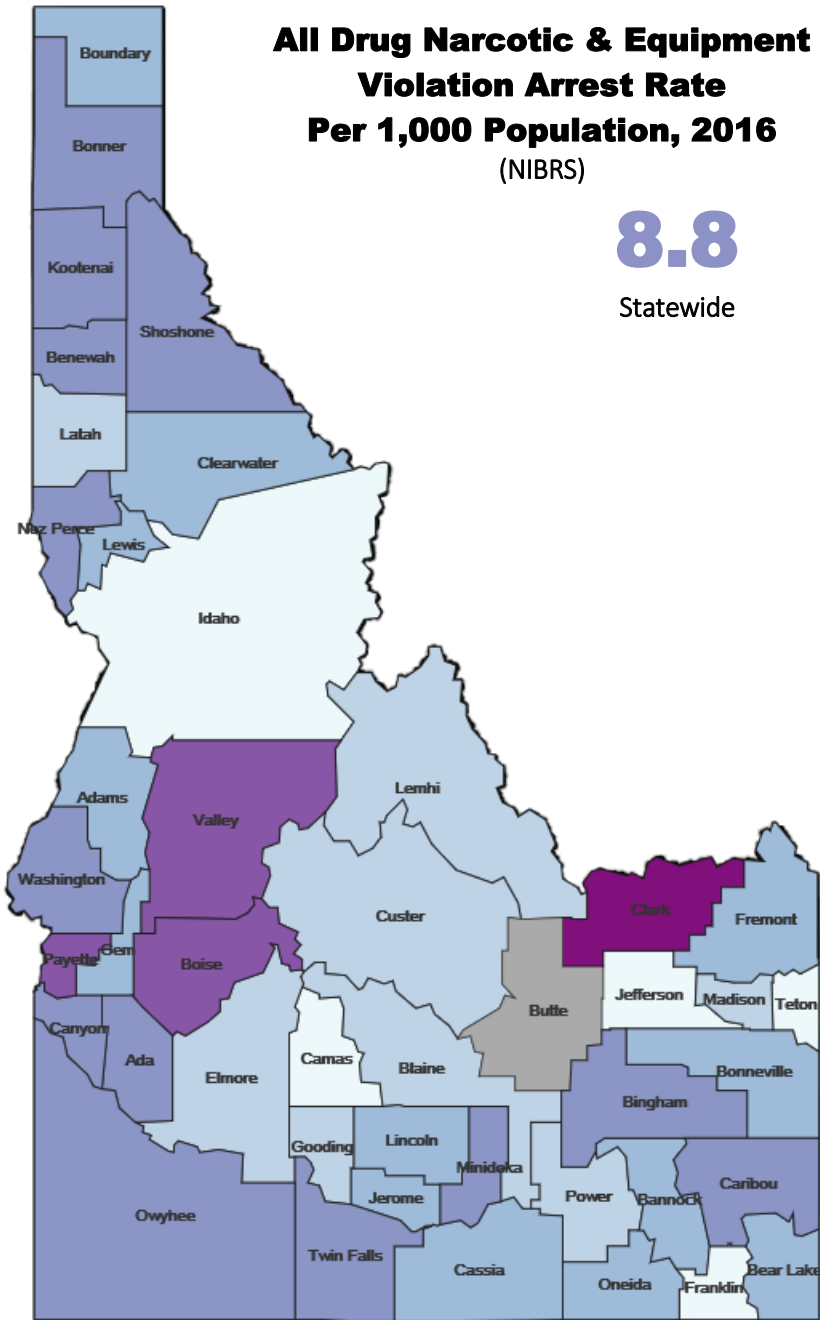 All Drug Narcotic & Equipment
Violation Arrest Rate
Per 1,000 Population, 2016
(NIBRS)
8.8
Statewide
Boundary
Bonner
Kootenai
Shoshone
Benewah
Latah
Clearwater
Nez Perce
Lewis
Idaho
Lemhi
Adams
Valley
Washington
Custer
Clark
Fremont
Payette
Gem
Boise
Jefferson
Madison
Teton
Butte
Canyon
Ada
Elmore
Camas
Blaine
Bonneville
Bingham
Gooding
Lincoln
Minidoka
Caribou
Power
Bannock
Jerome
Owyhee
Twin Falls
Cassia
Oneida
Franklin
Bear Lake